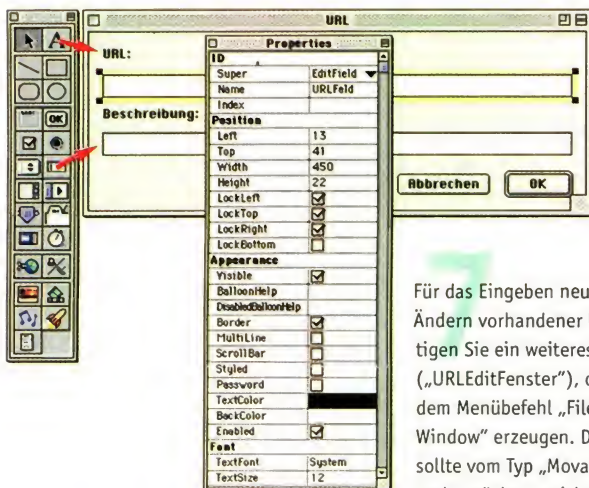 URL
URL:
Beschreibung:
Abbrechen
OK
A
OK
Properties
ID
Super EditField
Name URLFeld
Index
Position
Left 13
Top 41
Width 450
Height 22
LockLeft
LockTop
LockRight
LockBottom
Appearance
Visible
BalloonHelp
DisabledBalloonHelp
Border
MultiLine
ScrollBar
Styled
Password
TextColor
BackColor
Enabled
Font
TextFont System
TextSize 12
7
Für das Eingeben neu
Ändern vorhandener
tigen Sie ein weiteres
(„URLEditFenster"), 
dem Menübefehl „File
Window" erzeugen. D
sollte vom Typ „Mova